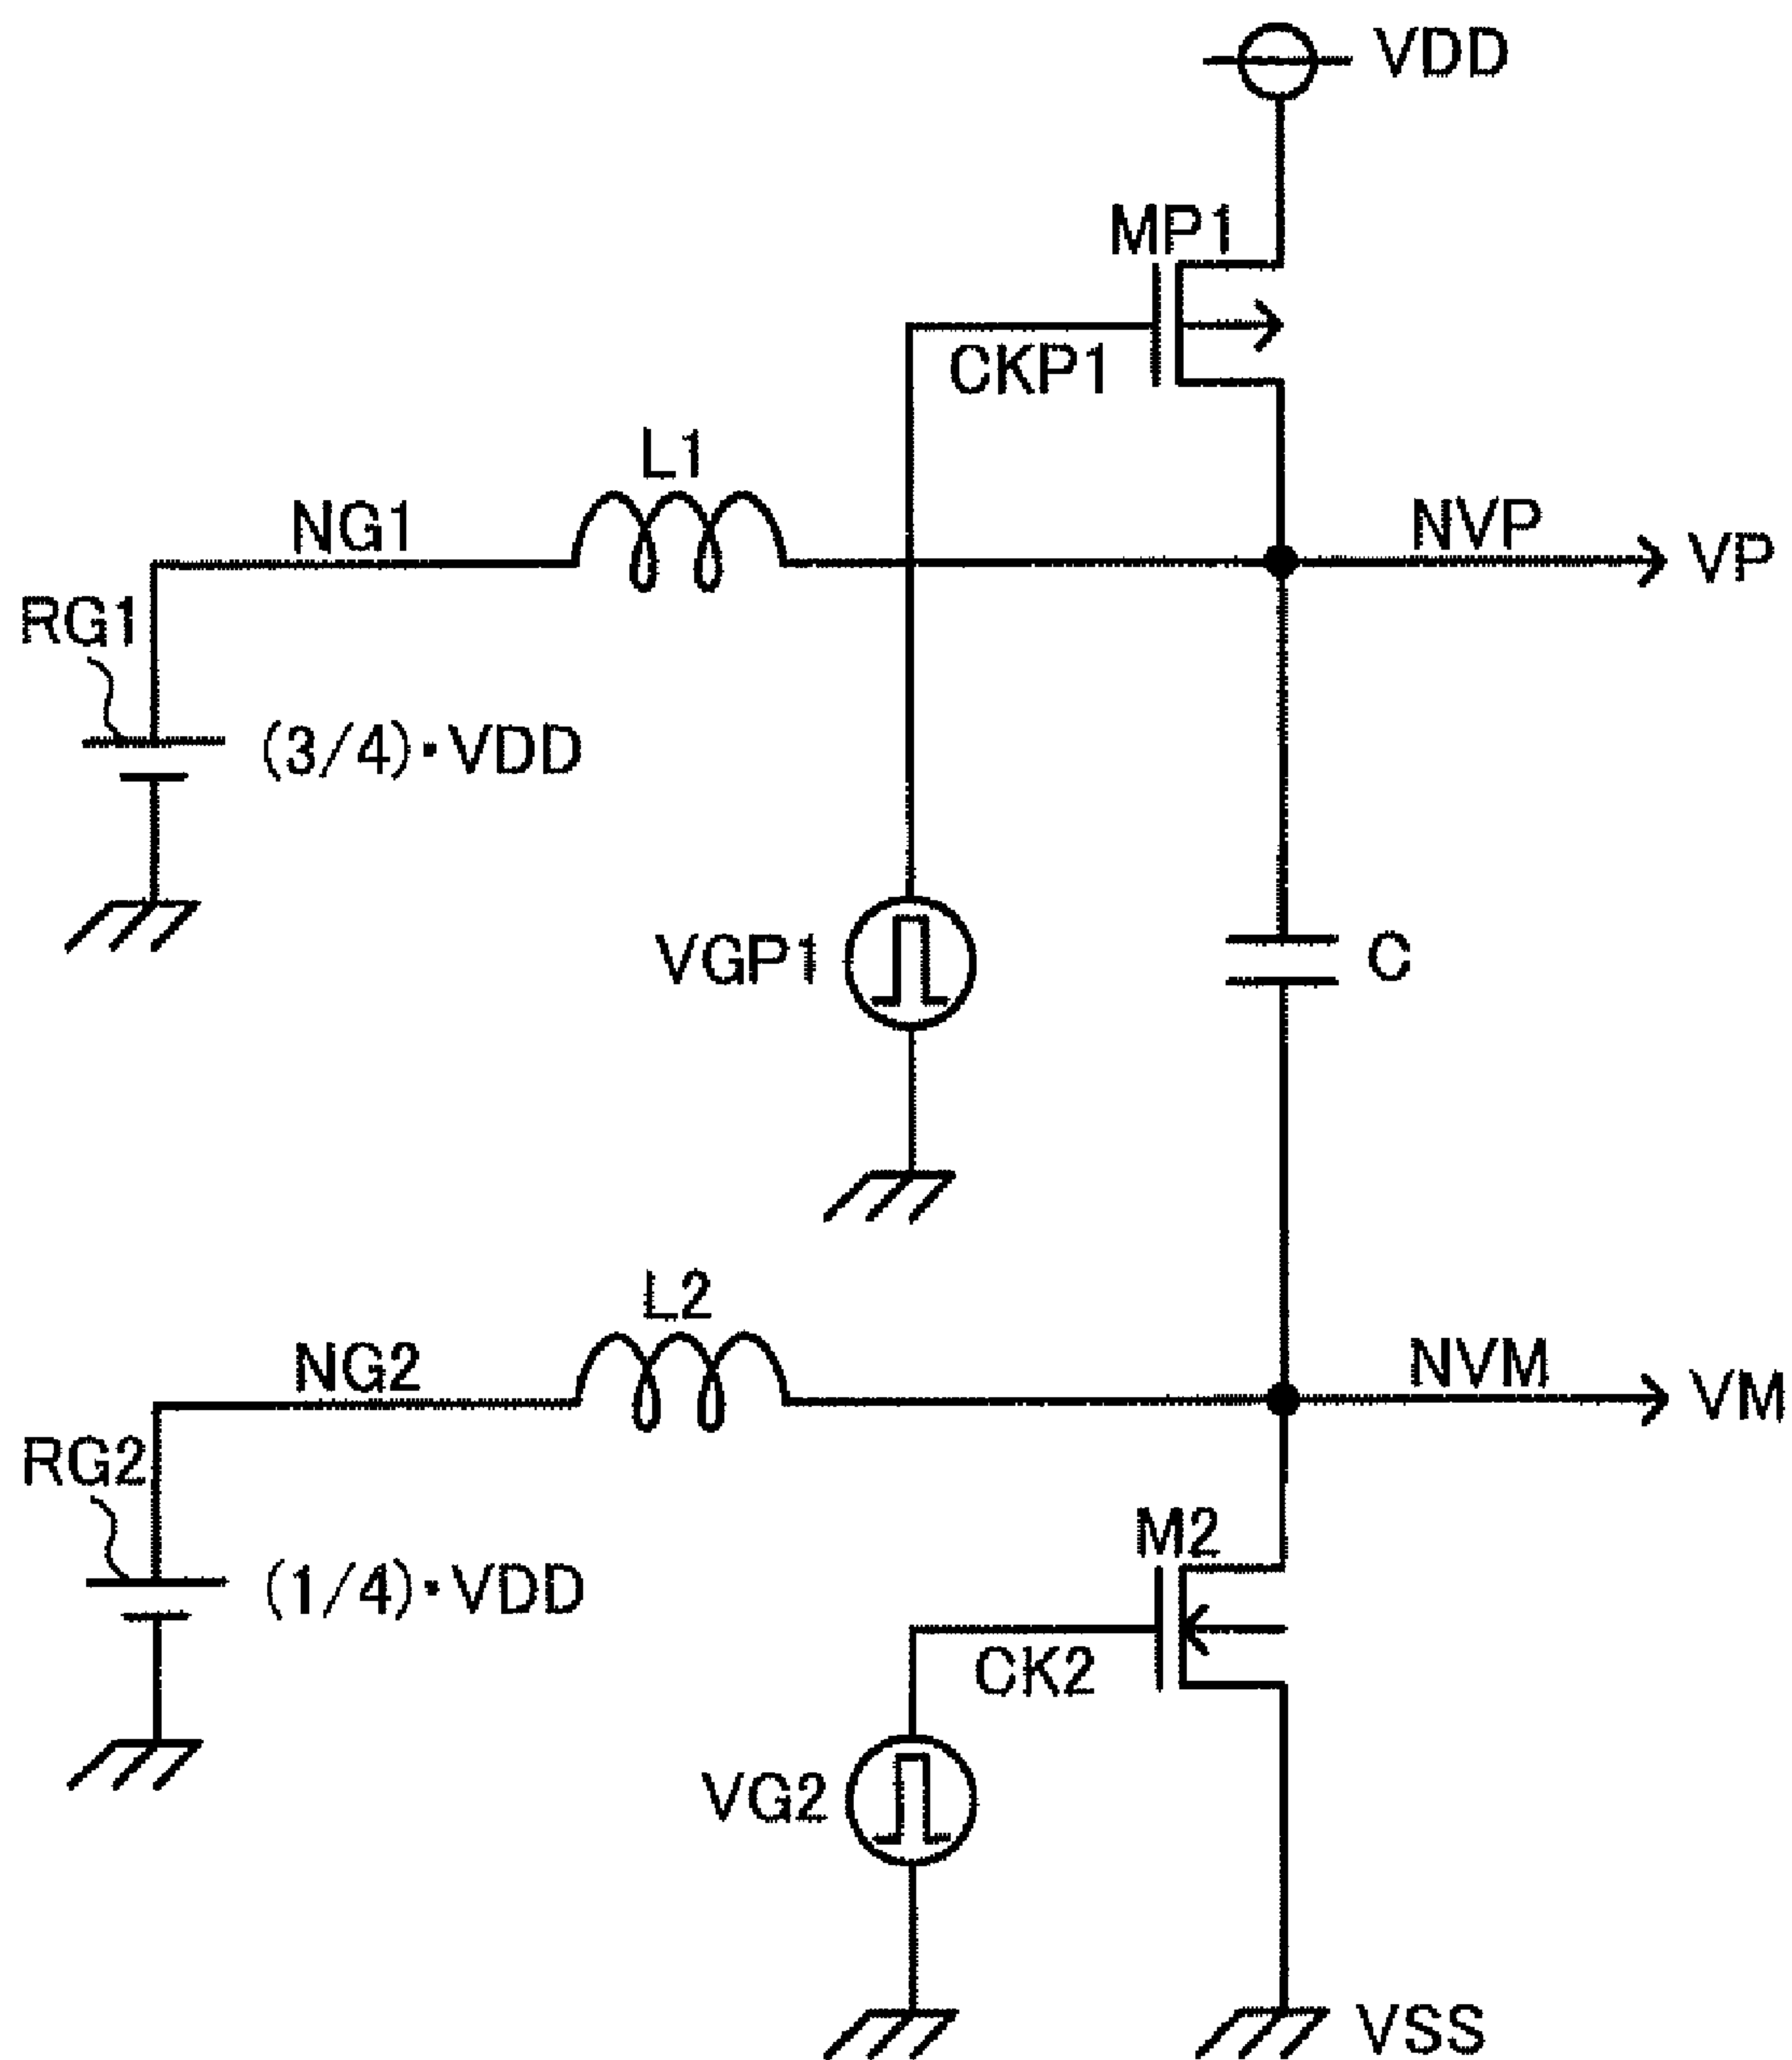 VDD
MP1
CKP1
L1
NG1
NVP
VP
RG1
(3/4)・VDD
VGP1
C
L2
NG2
NVM
VM
RG2
M2
(1/4)・VDD
CK2
VG2
VSS